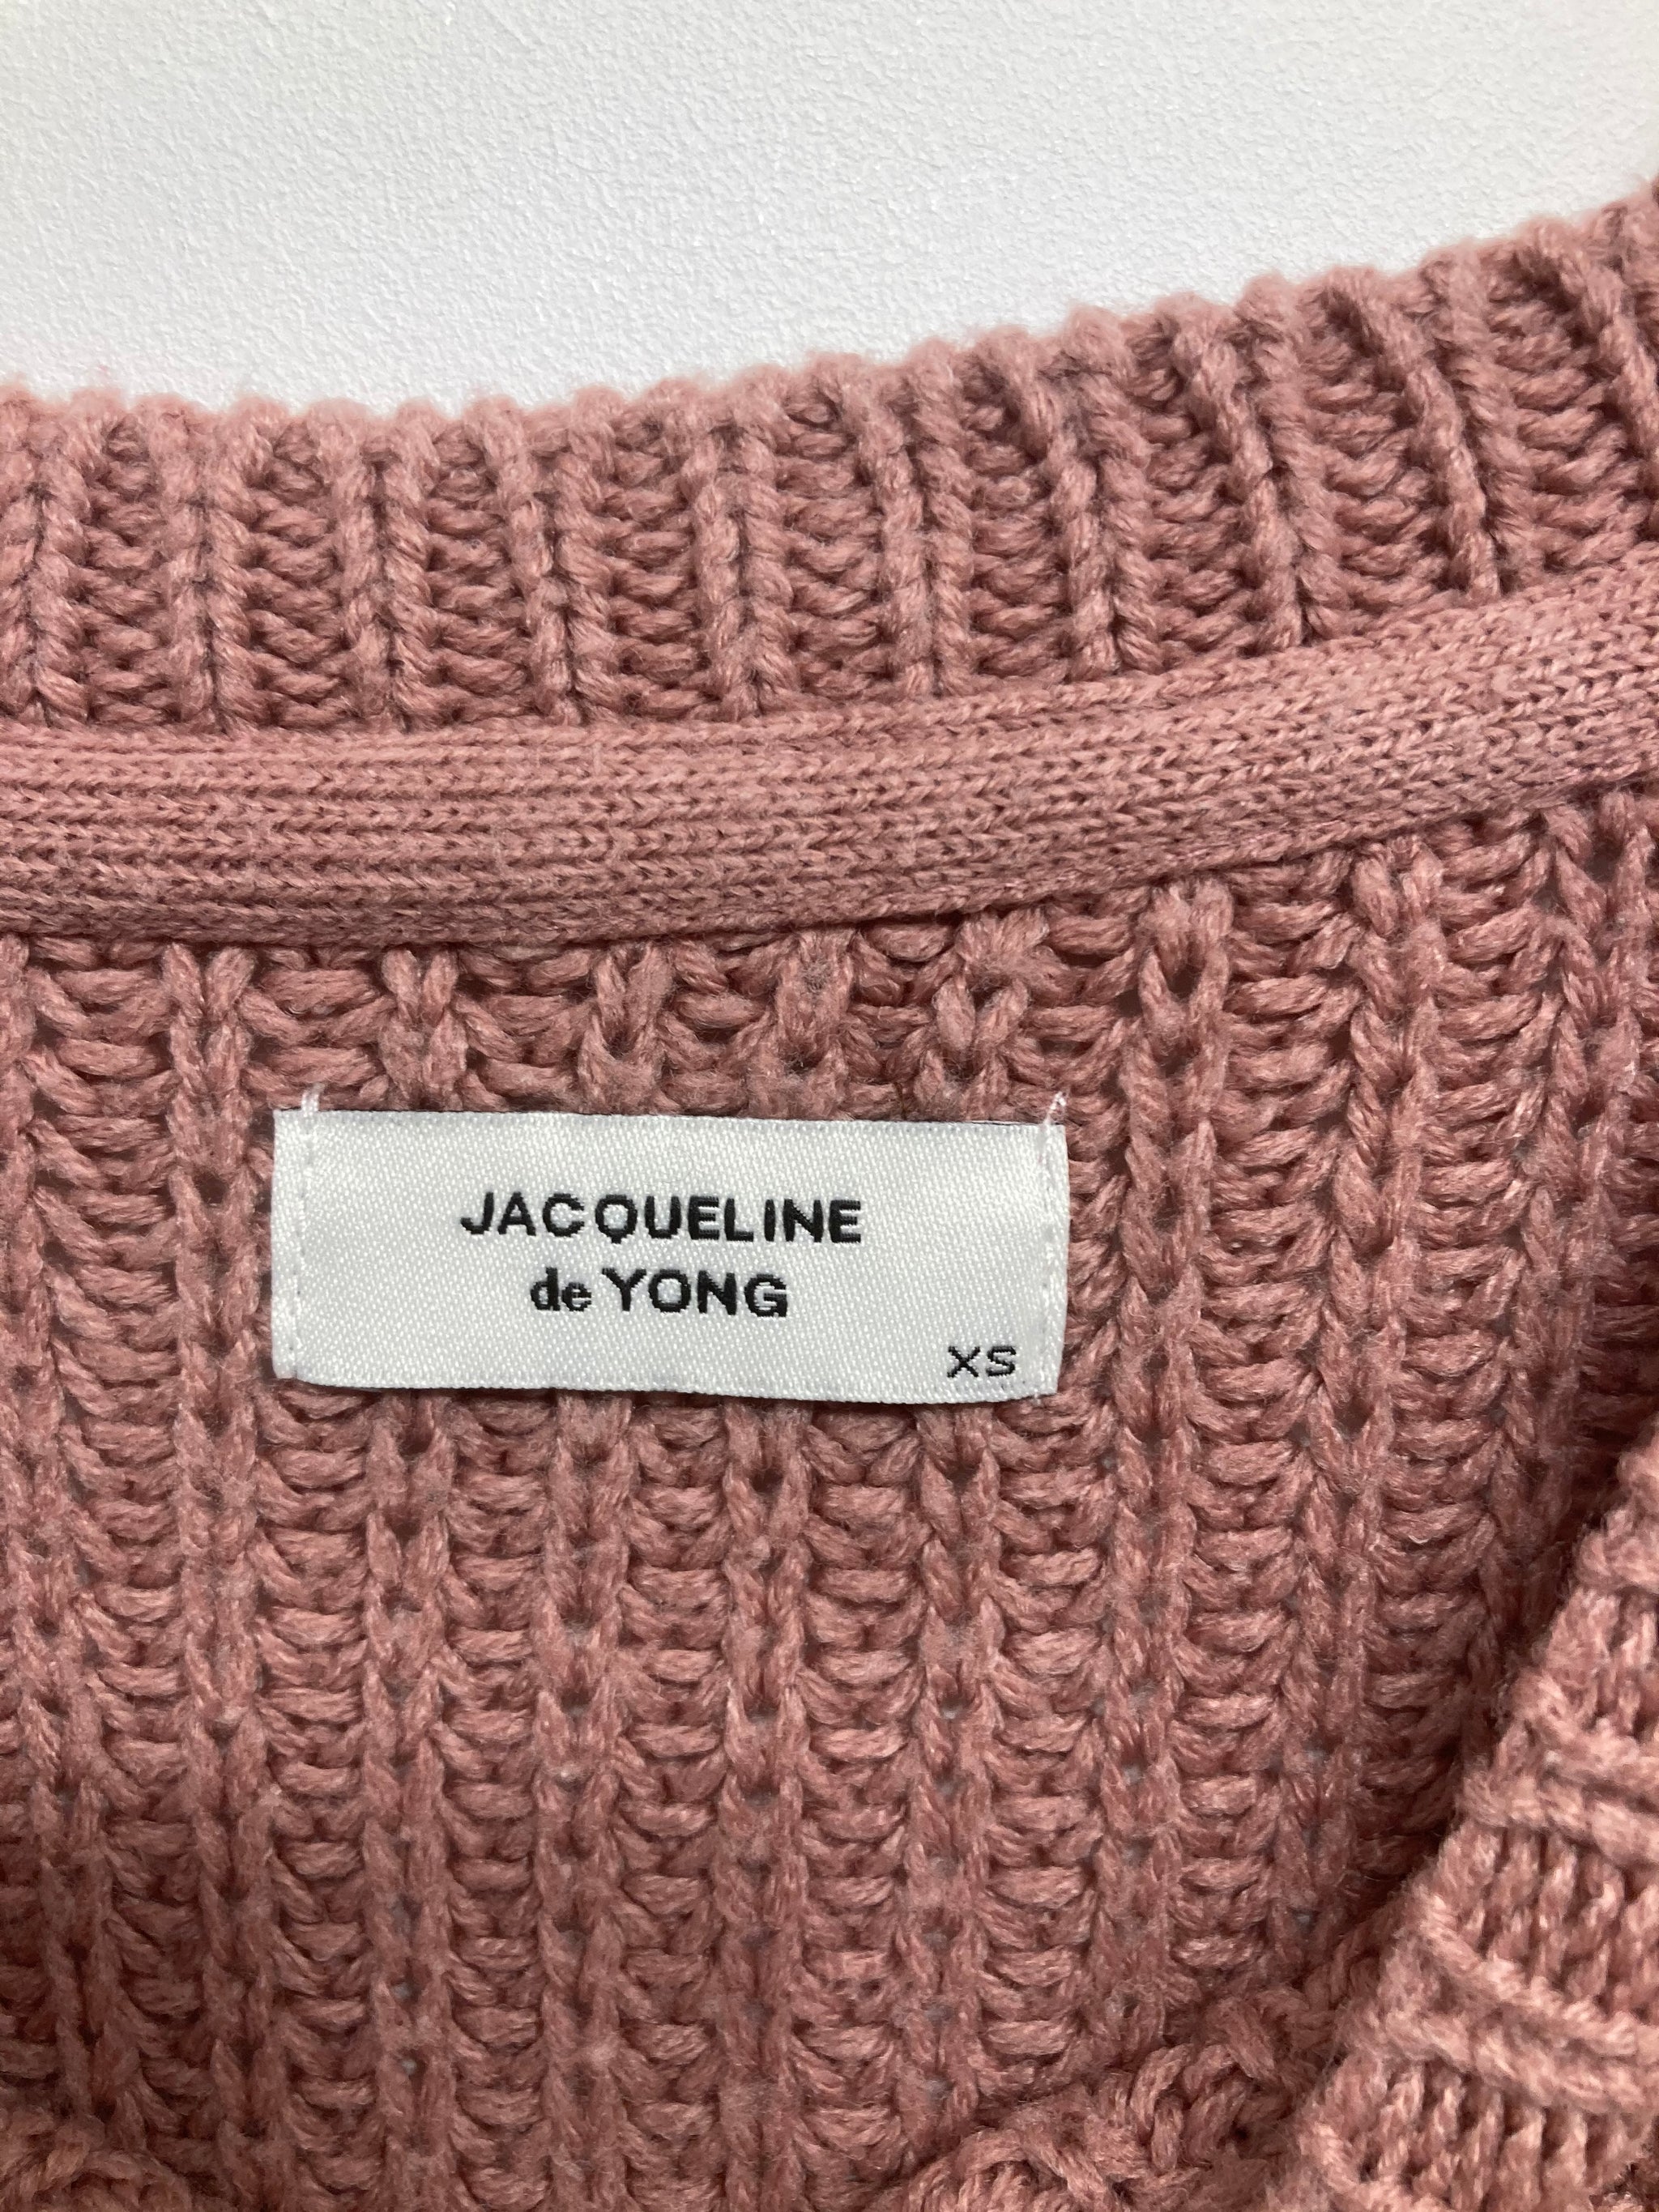 JACQUELINE
de YONG
XS